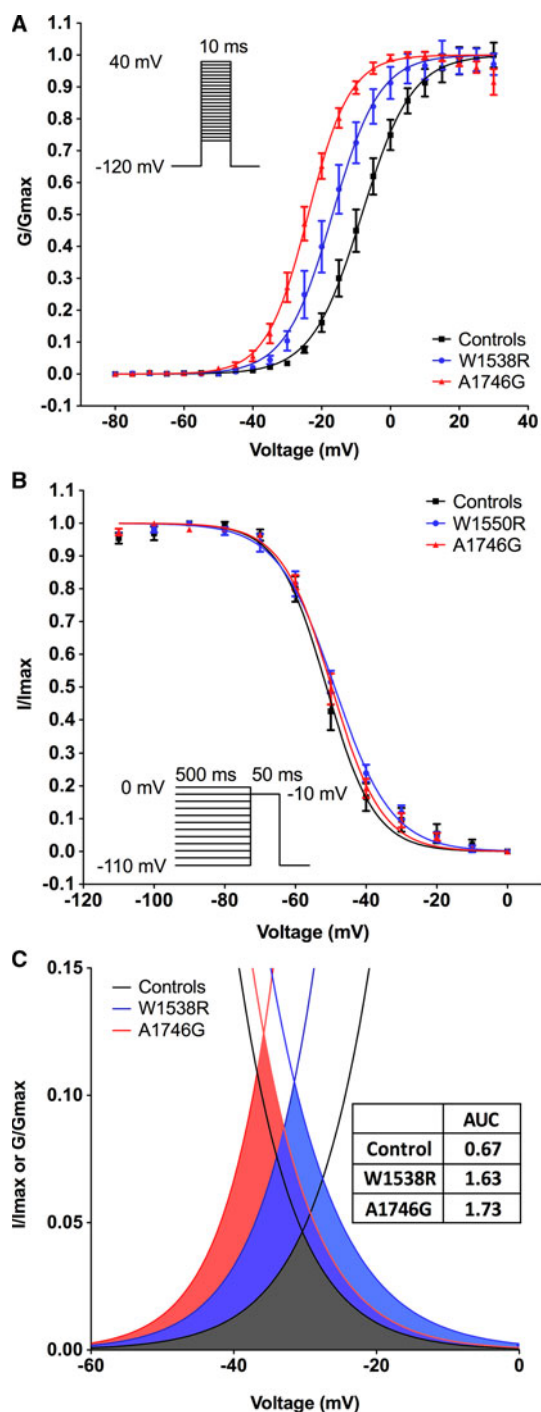 A
10 ms
40 mV
-120 mV
G/Gmax
1.1
1.0
0.9
0.8
0.7
0.6
0.5
0.4
0.3
0.2
0.1
0.0
-0.1
Controls
W1538R
A1746G
-80 -60 -40 -20 0 20 40
Voltage (mV)
B
I/Imax
1.1
1.0
0.9
0.8
0.7
0.6
0.5
0.4
0.3
0.2
0.1
0.0
-0.1
Controls
W1550R
A1746G
500 ms 50 ms
0 mV
-10 mV
-110 mV
-120 -100 -80 -60 -40 -20 0
Voltage (mV)
C
I/Imax or G/Gmax
0.15
0.10
0.05
0.00
Controls
W1538R
A1746G
AUC
Control 0.67
W1538R 1.63
A1746G 1.73
-60 -40 -20 0
Voltage (mV)